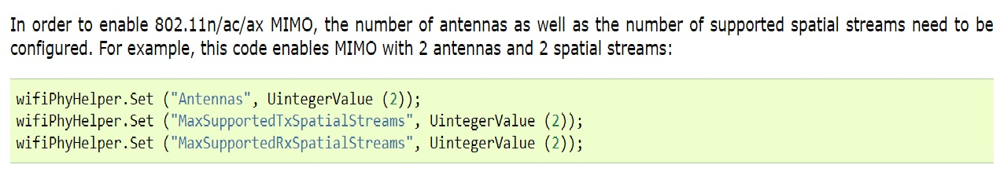 In order to enable 802.11n/ac/ax MIMO, the number of antennas as well as the number of supported spatial streams need to be
configured. For example, this code enables MIMO with 2 antennas and 2 spatial streams:
wifiPhyHelper.Set ("Antennas", UintegerValue (2));
wifiPhyHelper.Set ("MaxSupportedTxSpatialStreams", UintegerValue (2));
wifiPhyHelper.Set ("MaxSupportedRxSpatialStreams", UintegerValue (2));